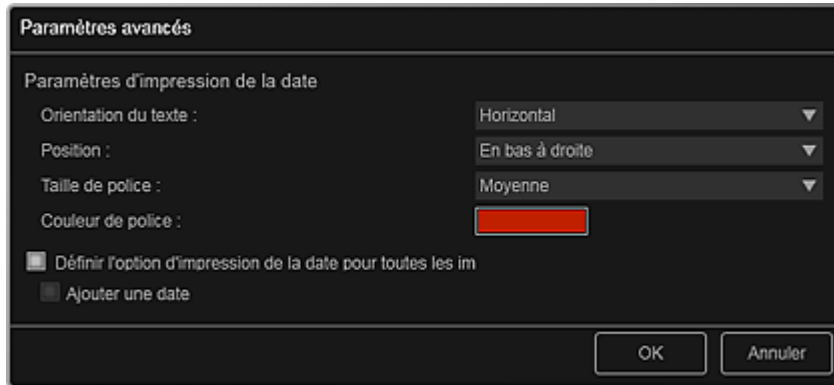 Paramètres avancés
Paramètres d'impression de la date
Orientation du texte : Horizontal
Position : En bas à droite
Taille de police : Moyenne
Couleur de police :
Définir l'option d'impression de la date pour toutes les im
Ajouter une date
OK Annuler